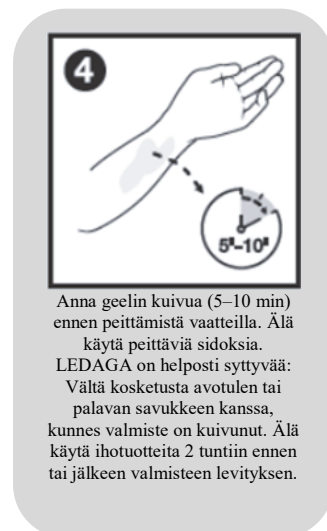 4
5"-10"
Anna geelin kuivua (5–10 min)
ennen peittämistä vaatteilla. Älä
käytä peittäviä sidoksia.
LEDAGA on helposti syttyvää:
Vältä kosketusta avotulen tai
palavan savukkeen kanssa,
kunnes valmiste on kuivunut. Älä
käytä ihotuotteita 2 tuntiin ennen
tai jälkeen valmisteen levityksen.